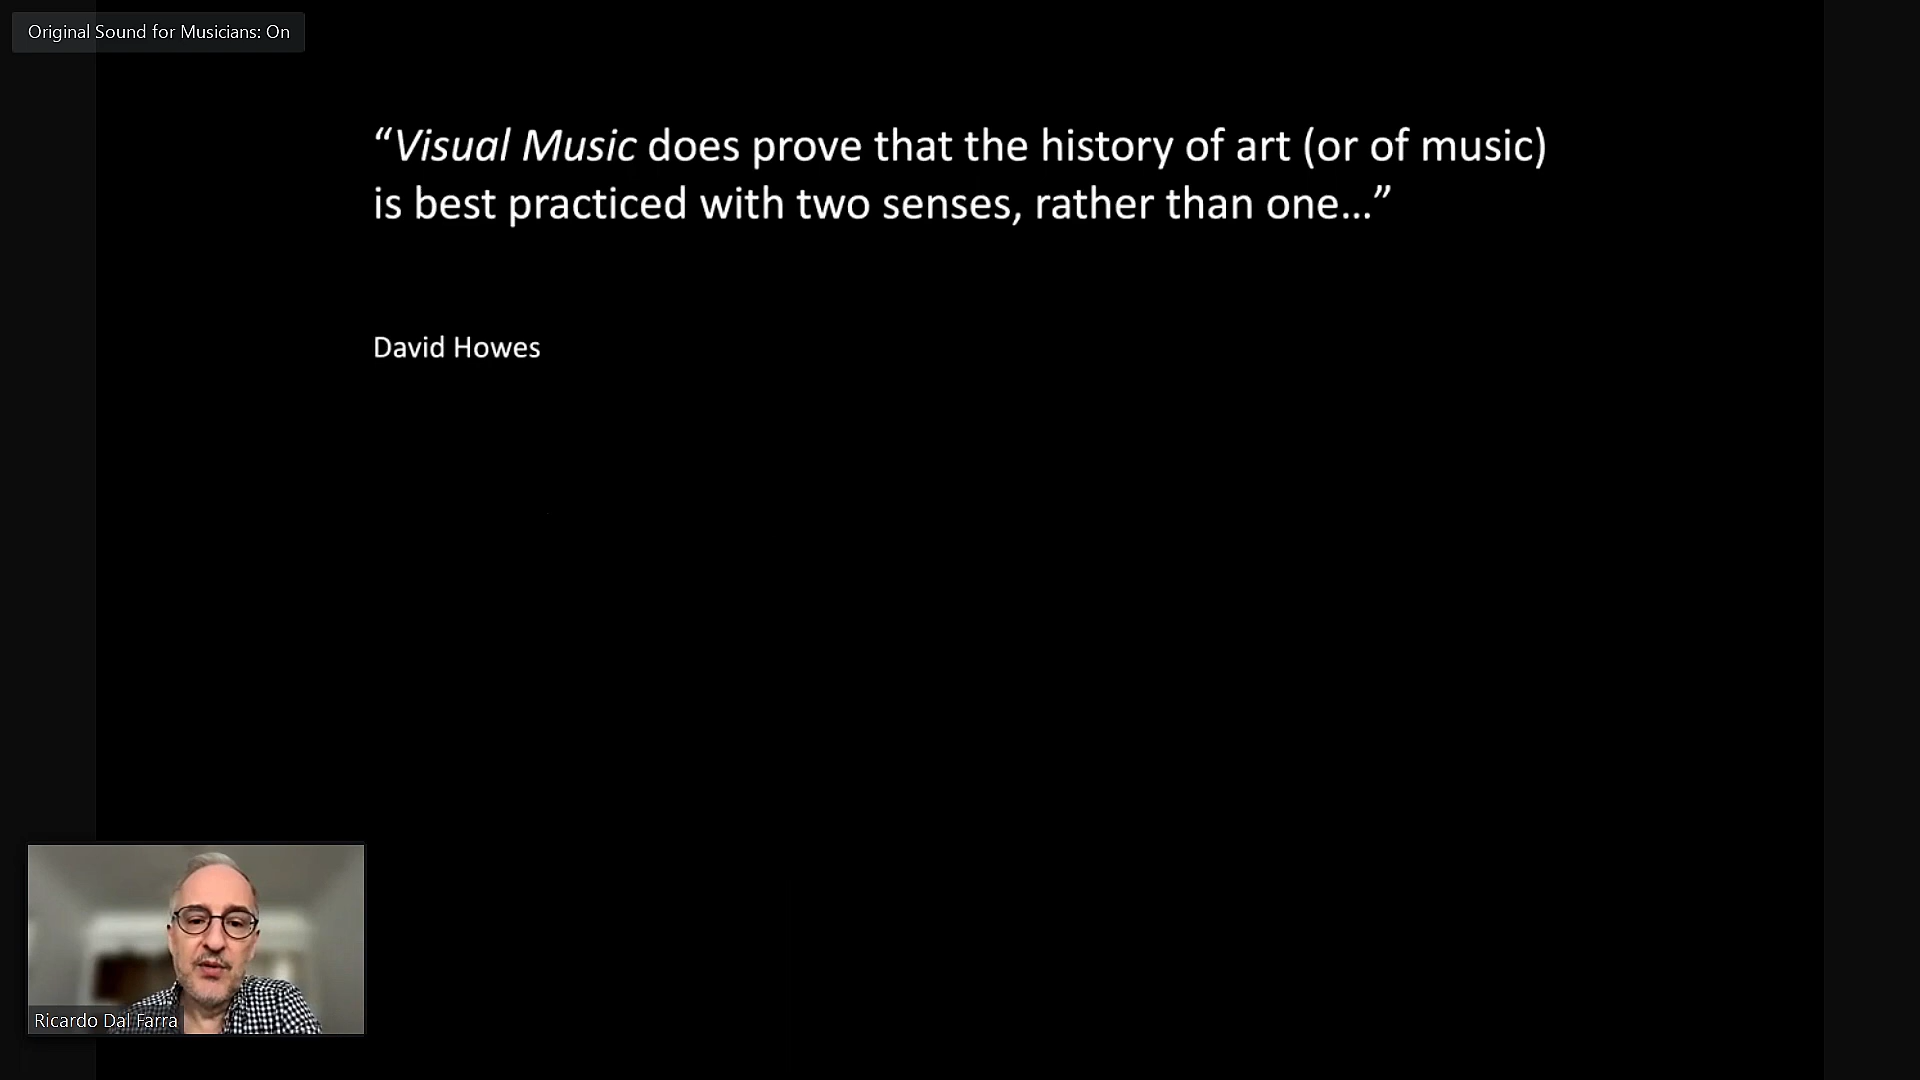 Original Sound for Musicians: On
“Visual Music does prove that the history of art (or of music)
is best practiced with two senses, rather than one…”
David Howes
Ricardo Dal Farra